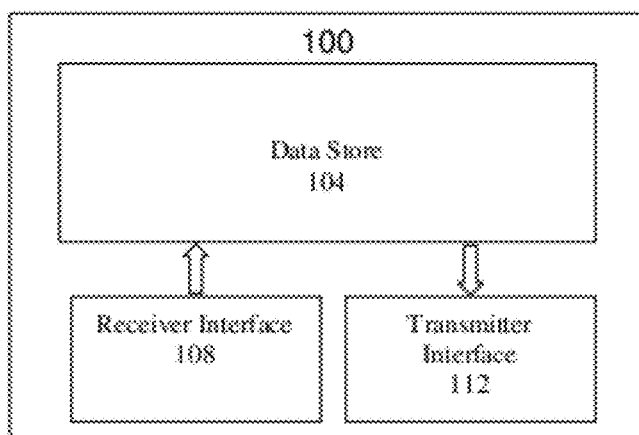 100
Data Store
104
Receiver Interface
108
Transmitter
Interface
112